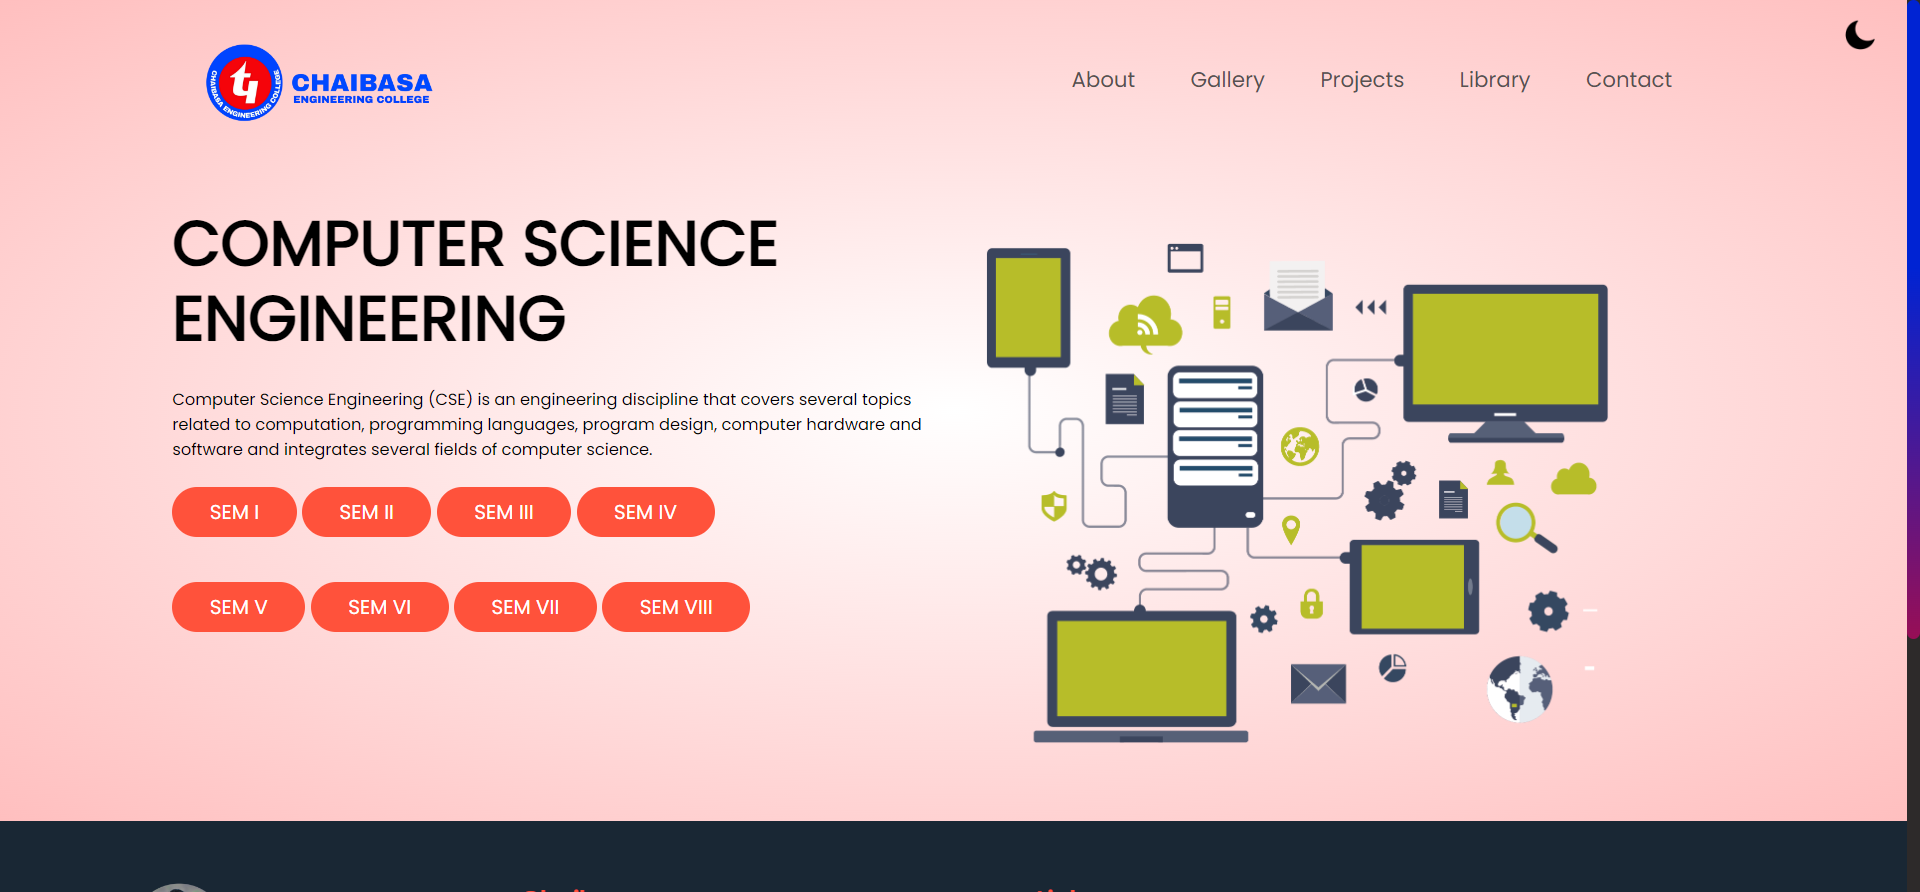 CHAIBASA ENGINEERING COLLEGE
CHAIBASA
ENGINEERING COLLEGE
About
Gallery
Projects
Library
Contact
COMPUTER SCIENCE
ENGINEERING
Computer Science Engineering (CSE) is an engineering discipline that covers several topics
related to computation, programming languages, program design, computer hardware and
software and integrates several fields of computer science.
SEM I
SEM II
SEM III
SEM IV
SEM V
SEM VI
SEM VII
SEM VIII